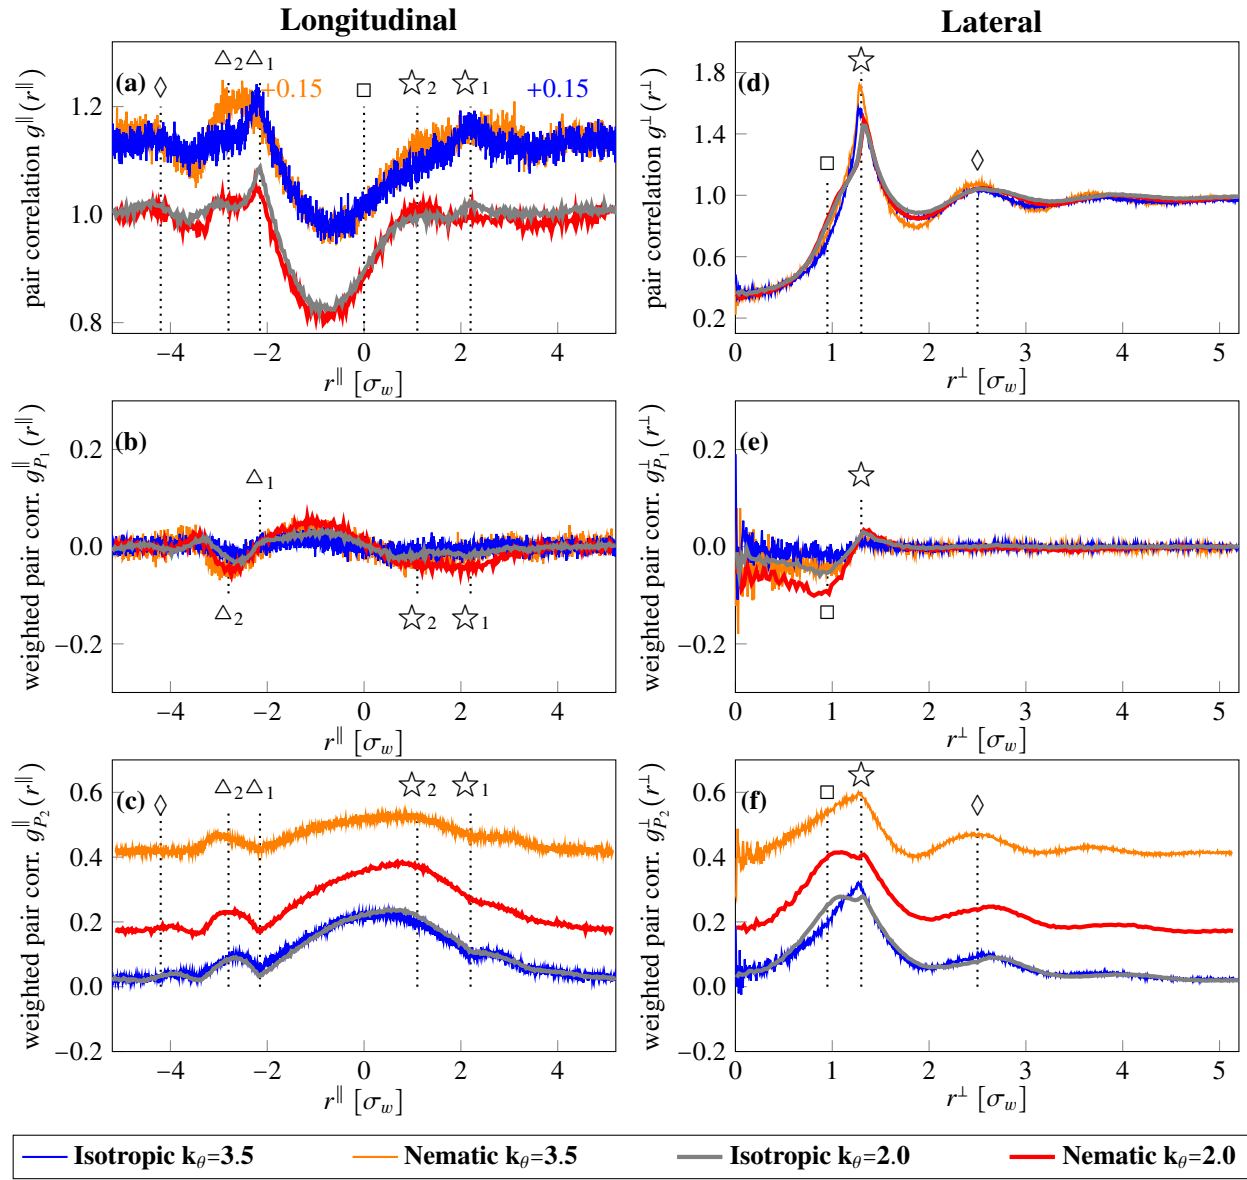 Longitudinal
Lateral
(a)
◊ △2 △1 □ ☆2 ☆1
+0.15 +0.15
1.2
1.0
0.8
pair correlation g∥(r∥)
−4 −2 0 2 4
r∥ [σw]
(d)
☆
□ ◊
1.8
1.4
1.0
0.6
0.2
pair correlation g⊥(r⊥)
0 1 2 3 4 5
r⊥ [σw]
(b)
△1
△2 ☆2 ☆1
0.2
0.0
−0.2
weighted pair corr. g∥P1(r∥)
−4 −2 0 2 4
r∥ [σw]
(e)
☆
□
0.2
0.0
−0.2
weighted pair corr. g⊥P1(r⊥)
0 1 2 3 4 5
r⊥ [σw]
(c)
◊ △2 △1 ☆2 ☆1
0.6
0.4
0.2
0.0
−0.2
weighted pair corr. g∥P2(r∥)
−4 −2 0 2 4
r∥ [σw]
(f)
□ ☆ ◊
0.6
0.4
0.2
0.0
−0.2
weighted pair corr. g⊥P2(r⊥)
0 1 2 3 4 5
r⊥ [σw]
Isotropic kθ=3.5 Nematic kθ=3.5 Isotropic kθ=2.0 Nematic kθ=2.0